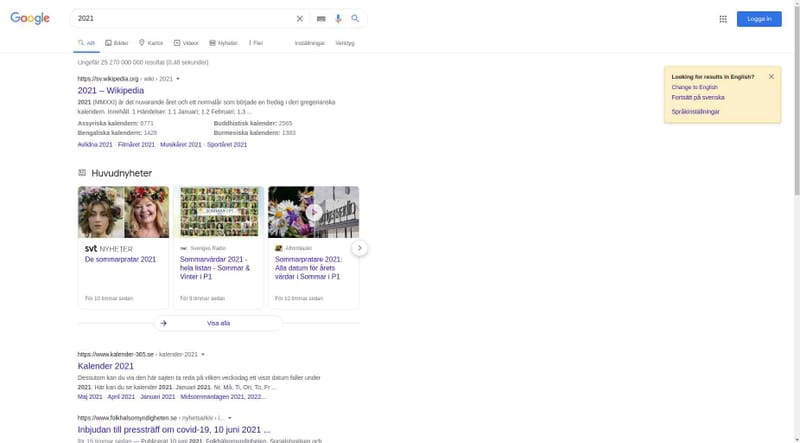 Google
2021
Logga in
Allt
Bilder
Kartor
Videor
Nyheter
Fler
Inställningar
Verktyg
Ungefär 25 270 000 000 resultat (0,48 sekunder)
Looking for results in English?
Change to English
Fortsätt på svenska
Språkinställningar
https://sv.wikipedia.org › wiki › 2021
2021 – Wikipedia
2021 (MMXXI) är det nuvarande året och ett normalår som började en fredag i den gregorianska
kalendern. Innehåll. 1 Händelser. 1.1 Januari; 1.2 Februari; 1.3 ...
Assyriska kalendern: 6771
Buddhistisk kalender: 2565
Bengaliska kalendern: 1428
Burmesiska kalender: 1383
Avlidna 2021 · Filmåret 2021 · Musikåret 2021 · Sportåret 2021
Huvudnyheter
svt NYHETER
De sommarpratar 2021
För 10 timmar sedan
SOMMAR I P1
Sveriges Radio
Sommarvärdar 2021 -
hela listan - Sommar &
Vinter i P1
För 8 timmar sedan
Aftonbladet
Sommarpratare 2021:
Alla datum för årets
värdar i Sommar i P1
För 10 timmar sedan
Visa alla
https://www.kalender-365.se › kalender-2021
Kalender 2021
Dessutom kan du via den här sajten ta reda på vilken veckodag ett visst datum faller under
2021. Här kan du se kalender 2021. Januari 2021. Nr, Må, Ti, On, To, Fr ...
Maj 2021 · April 2021 · Januari 2021 · Midsommardagen 2021, 2022...
https://www.folkhalsomyndigheten.se › nyhetsarkiv › i...
Inbjudan till pressträff om covid-19, 10 juni 2021 ...
för 15 timmar sedan — Publicerat 10 juni 2021. Folkhälsomyndigheten, Socialstyrelsen och